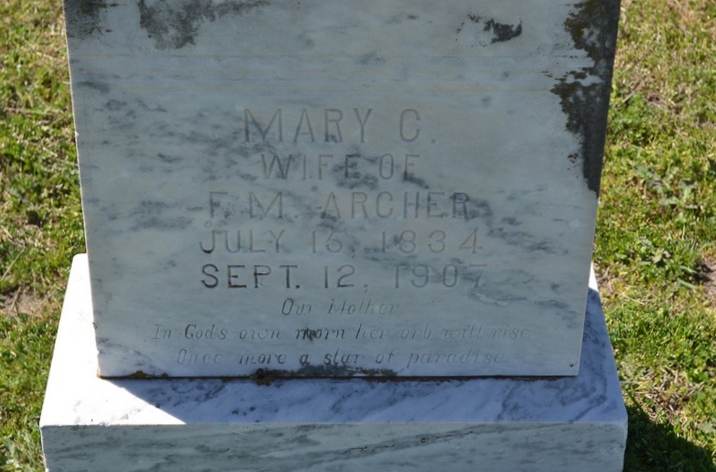 MARY C.
WIFE OF
F. M. ARCHER
JULY 16, 1834
SEPT. 12, 1907
Our Mother
In God's own morn her orb will rise
Once more a star of paradise.